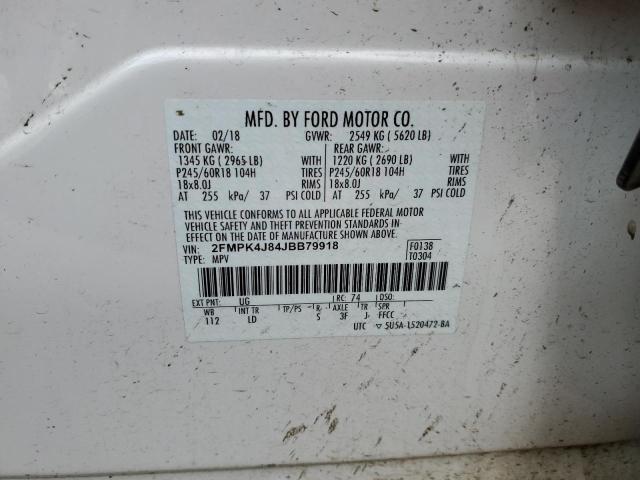 MFD. BY FORD MOTOR CO.
DATE: 02/18 GVWR: 2549 KG ( 5620 LB)
FRONT GAWR: REAR GAWR:
1345 KG ( 2965 LB) WITH 1220 KG ( 2690 LB) WITH
P245/60R18 104H TIRES P245/60R18 104H TIRES
18x8.0J RIMS 18x8.0J RIMS
AT 255 kPa/ 37 PSI COLD AT 255 kPa/ 37 PSI COLD
THIS VEHICLE CONFORMS TO ALL APPLICABLE FEDERAL MOTOR
VEHICLE SAFETY AND THEFT PREVENTION STANDARDS IN
EFFECT ON THE DATE OF MANUFACTURE SHOWN ABOVE.
VIN: 2FMPK4J84JBB79918 F0138
TYPE: MPV T0304
EXT PNT: UG RC: 74 DSO:
WB INT TR TP/PS R AXLE TR SPR
112 LD S 3F J FFCC
UTC ▽ 5U5A-1520472-BA